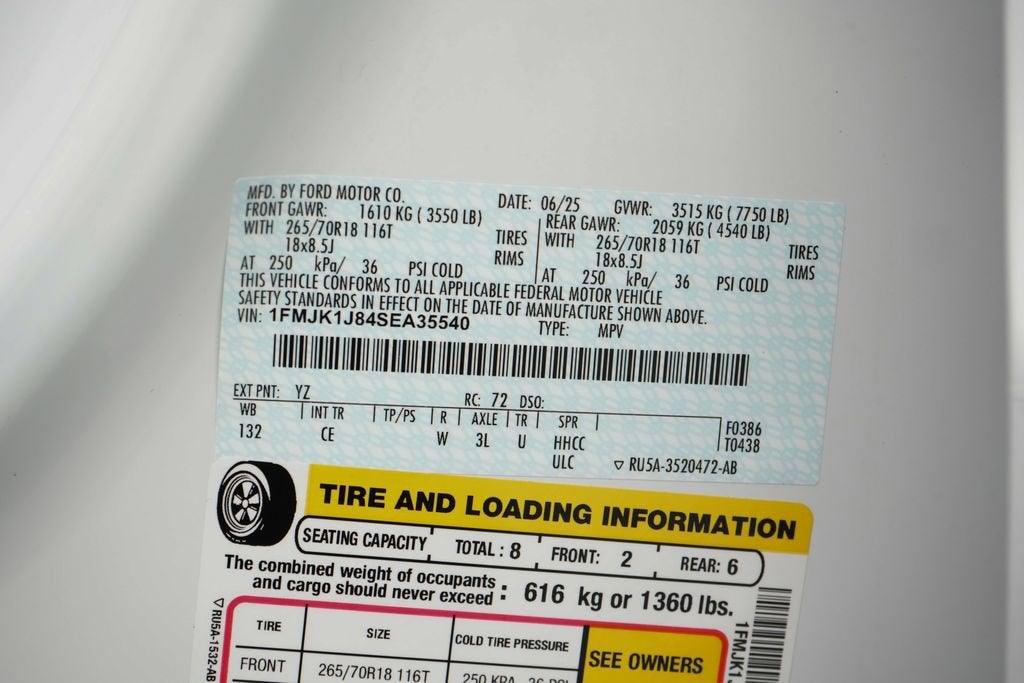 MFD. BY FORD MOTOR CO. DATE: 06/25 GVWR: 3515 KG ( 7750 LB)
FRONT GAWR: 1610 KG ( 3550 LB) REAR GAWR: 2059 KG ( 4540 LB)
WITH 265/70R18 116T TIRES WITH 265/70R18 116T TIRES
18x8.5J RIMS 18x8.5J RIMS
AT 250 kPa/ 36 PSI COLD AT 250 kPa/ 36 PSI COLD
THIS VEHICLE CONFORMS TO ALL APPLICABLE FEDERAL MOTOR VEHICLE
SAFETY STANDARDS IN EFFECT ON THE DATE OF MANUFACTURE SHOWN ABOVE.
VIN: 1FMJK1J84SEA35540 TYPE: MPV
EXT PNT: YZ RC: 72 DSO:
WB INT TR TP/PS R AXLE TR SPR F0386
132 CE W 3L U HHCC T0438
ULC RU5A-3520472-AB
TIRE AND LOADING INFORMATION
SEATING CAPACITY TOTAL : 8 FRONT: 2 REAR: 6
The combined weight of occupants
and cargo should never exceed : 616 kg or 1360 lbs.
TIRE SIZE COLD TIRE PRESSURE SEE OWNERS
FRONT 265/70R18 116T 250 KPA, 36 PSI
RU5A-1532-AB
1FMJK1J